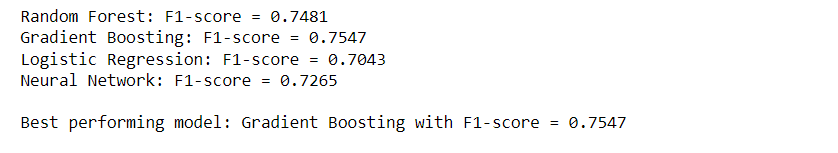 Random Forest: F1-score = 0.7481
Gradient Boosting: F1-score = 0.7547
Logistic Regression: F1-score = 0.7043
Neural Network: F1-score = 0.7265
Best performing model: Gradient Boosting with F1-score = 0.7547